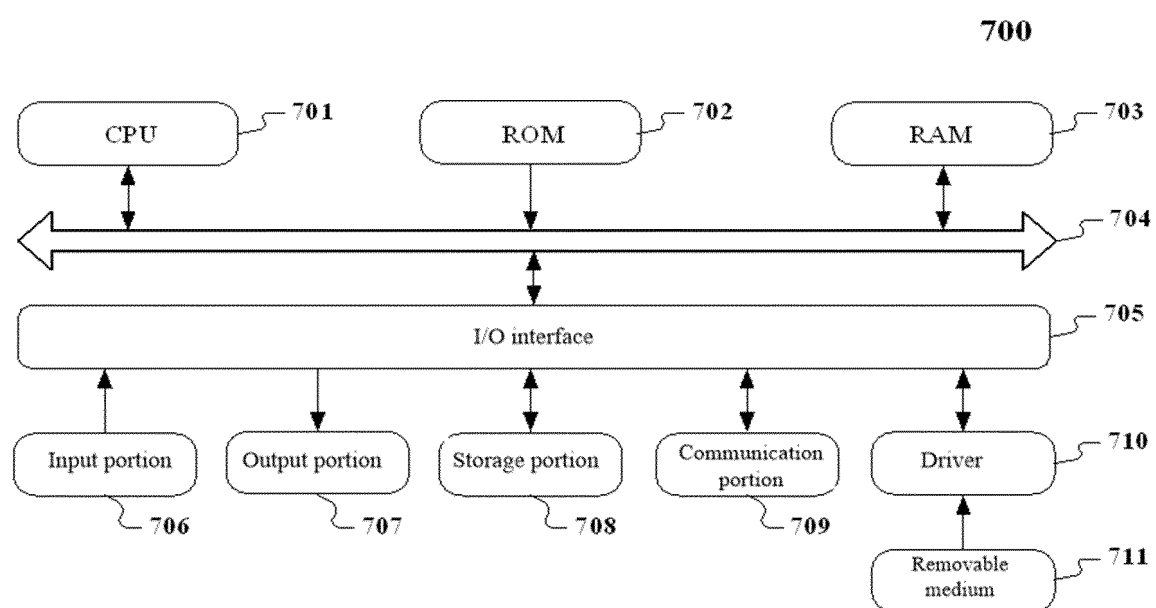 700
CPU
701
ROM
702
RAM
703
704
I/O interface
705
Input portion
706
Output portion
707
Storage portion
708
Communication
portion
709
Driver
710
Removable
medium
711